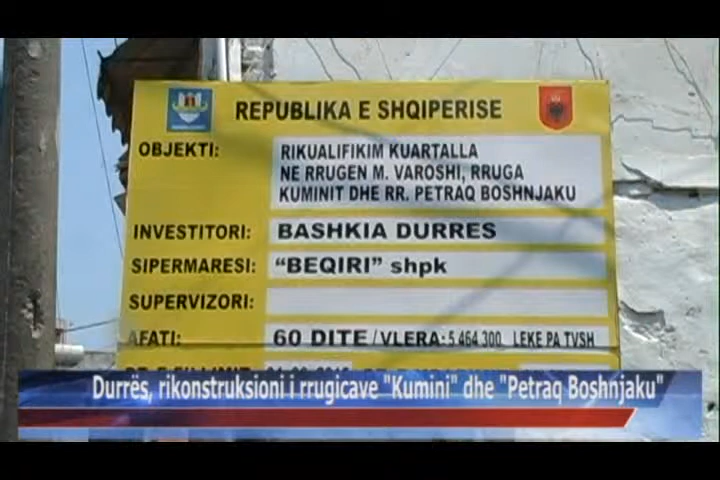 REPUBLIKA E SHQIPERISE
OBJEKTI: RIKUALIFIKIM KUARTALLA
NE RRUGEN M. VAROSHI, RRUGA
KUMINIT DHE RR. PETRAQ BOSHNJAKU
INVESTITORI: BASHKIA DURRES
SIPERMARESI: "BEQIRI" shpk
SUPERVIZORI:
AFATI: 60 DITE / VLERA: 5 464 300 LEKE PA TVSH
Durrës, rikonstruksioni i rrugicave "Kumini" dhe "Petraq Boshnjaku"